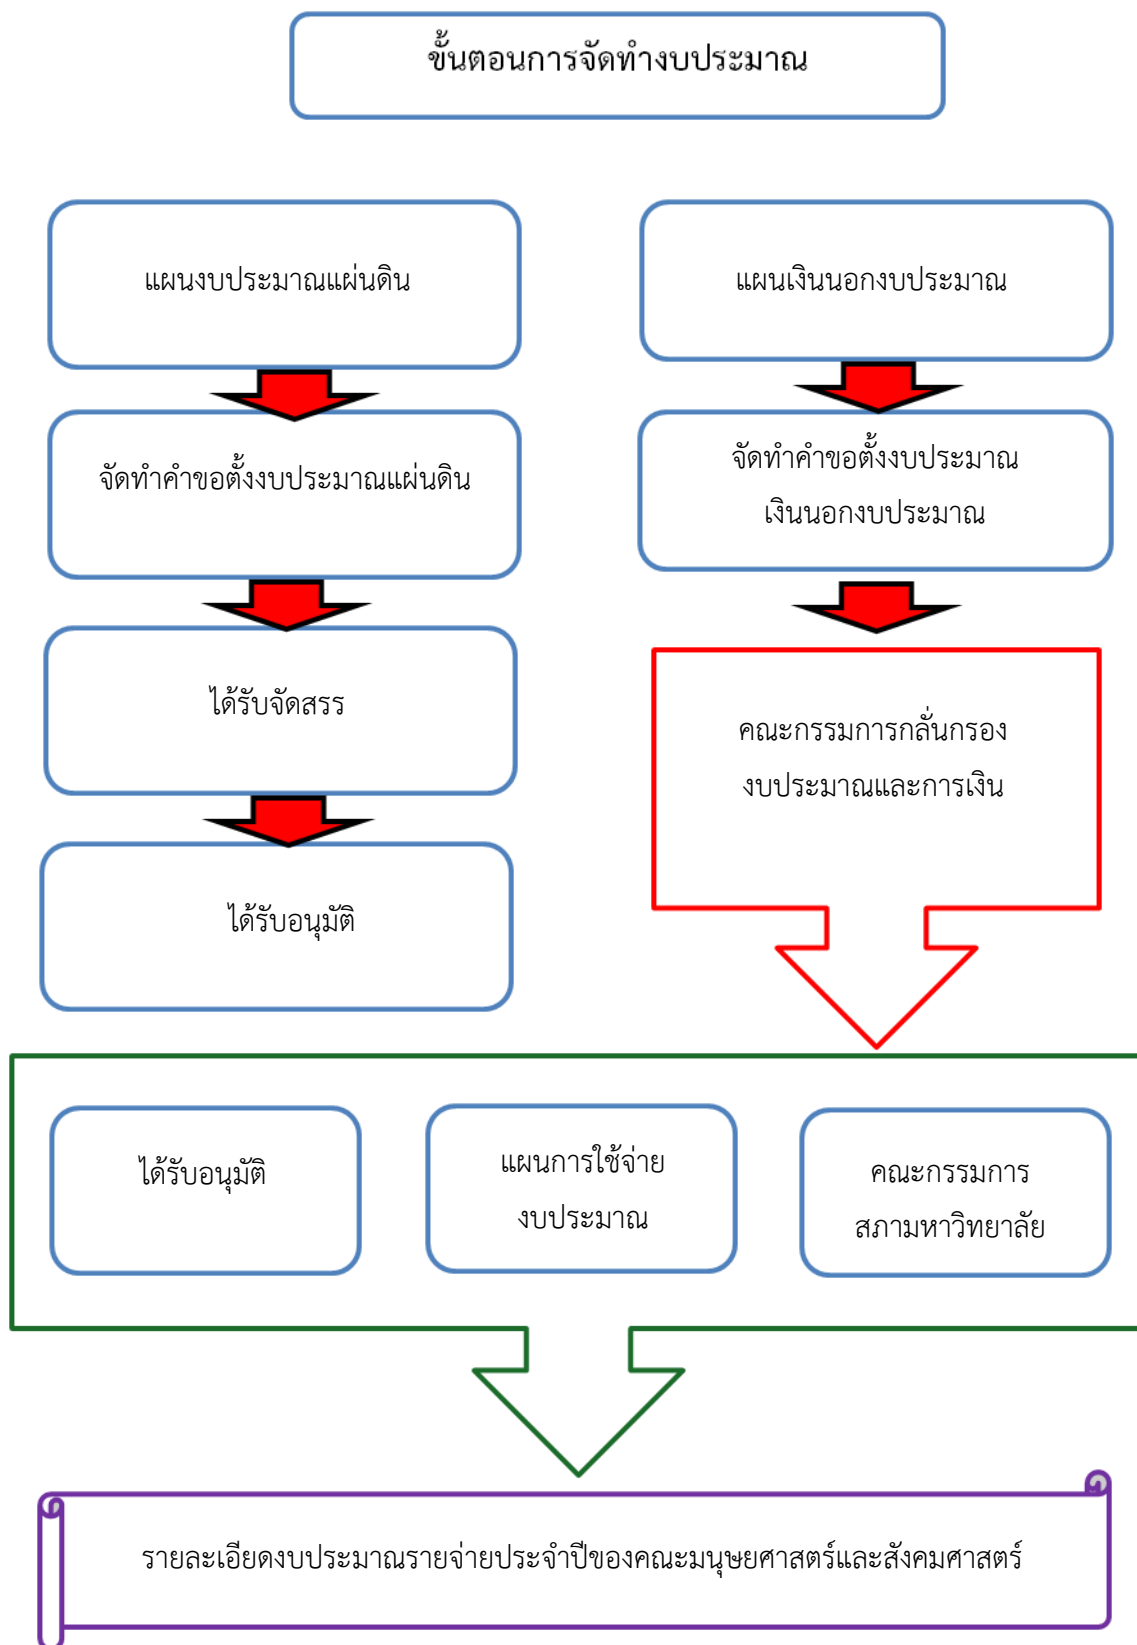 ขั้นตอนการจัดทำงบประมาณ
แผนงบประมาณแผ่นดิน
จัดทำคำขอตั้งงบประมาณแผ่นดิน
ได้รับจัดสรร
ได้รับอนุมัติ
แผนเงินนอกงบประมาณ
จัดทำคำขอตั้งงบประมาณ
เงินนอกงบประมาณ
คณะกรรมการกลั่นกรอง
งบประมาณและการเงิน
ได้รับอนุมัติ
แผนการใช้จ่าย
งบประมาณ
คณะกรรมการ
สภามหาวิทยาลัย
รายละเอียดงบประมาณรายจ่ายประจำปีของคณะมนุษยศาสตร์และสังคมศาสตร์